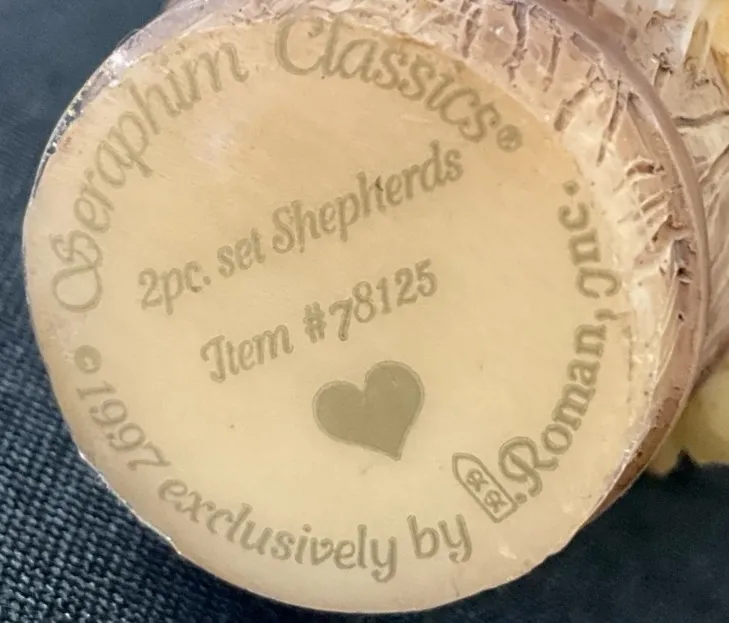 Seraphim Classics®
2pc. set Shepherds
Item #78125
©1997 exclusively by Roman, Inc.